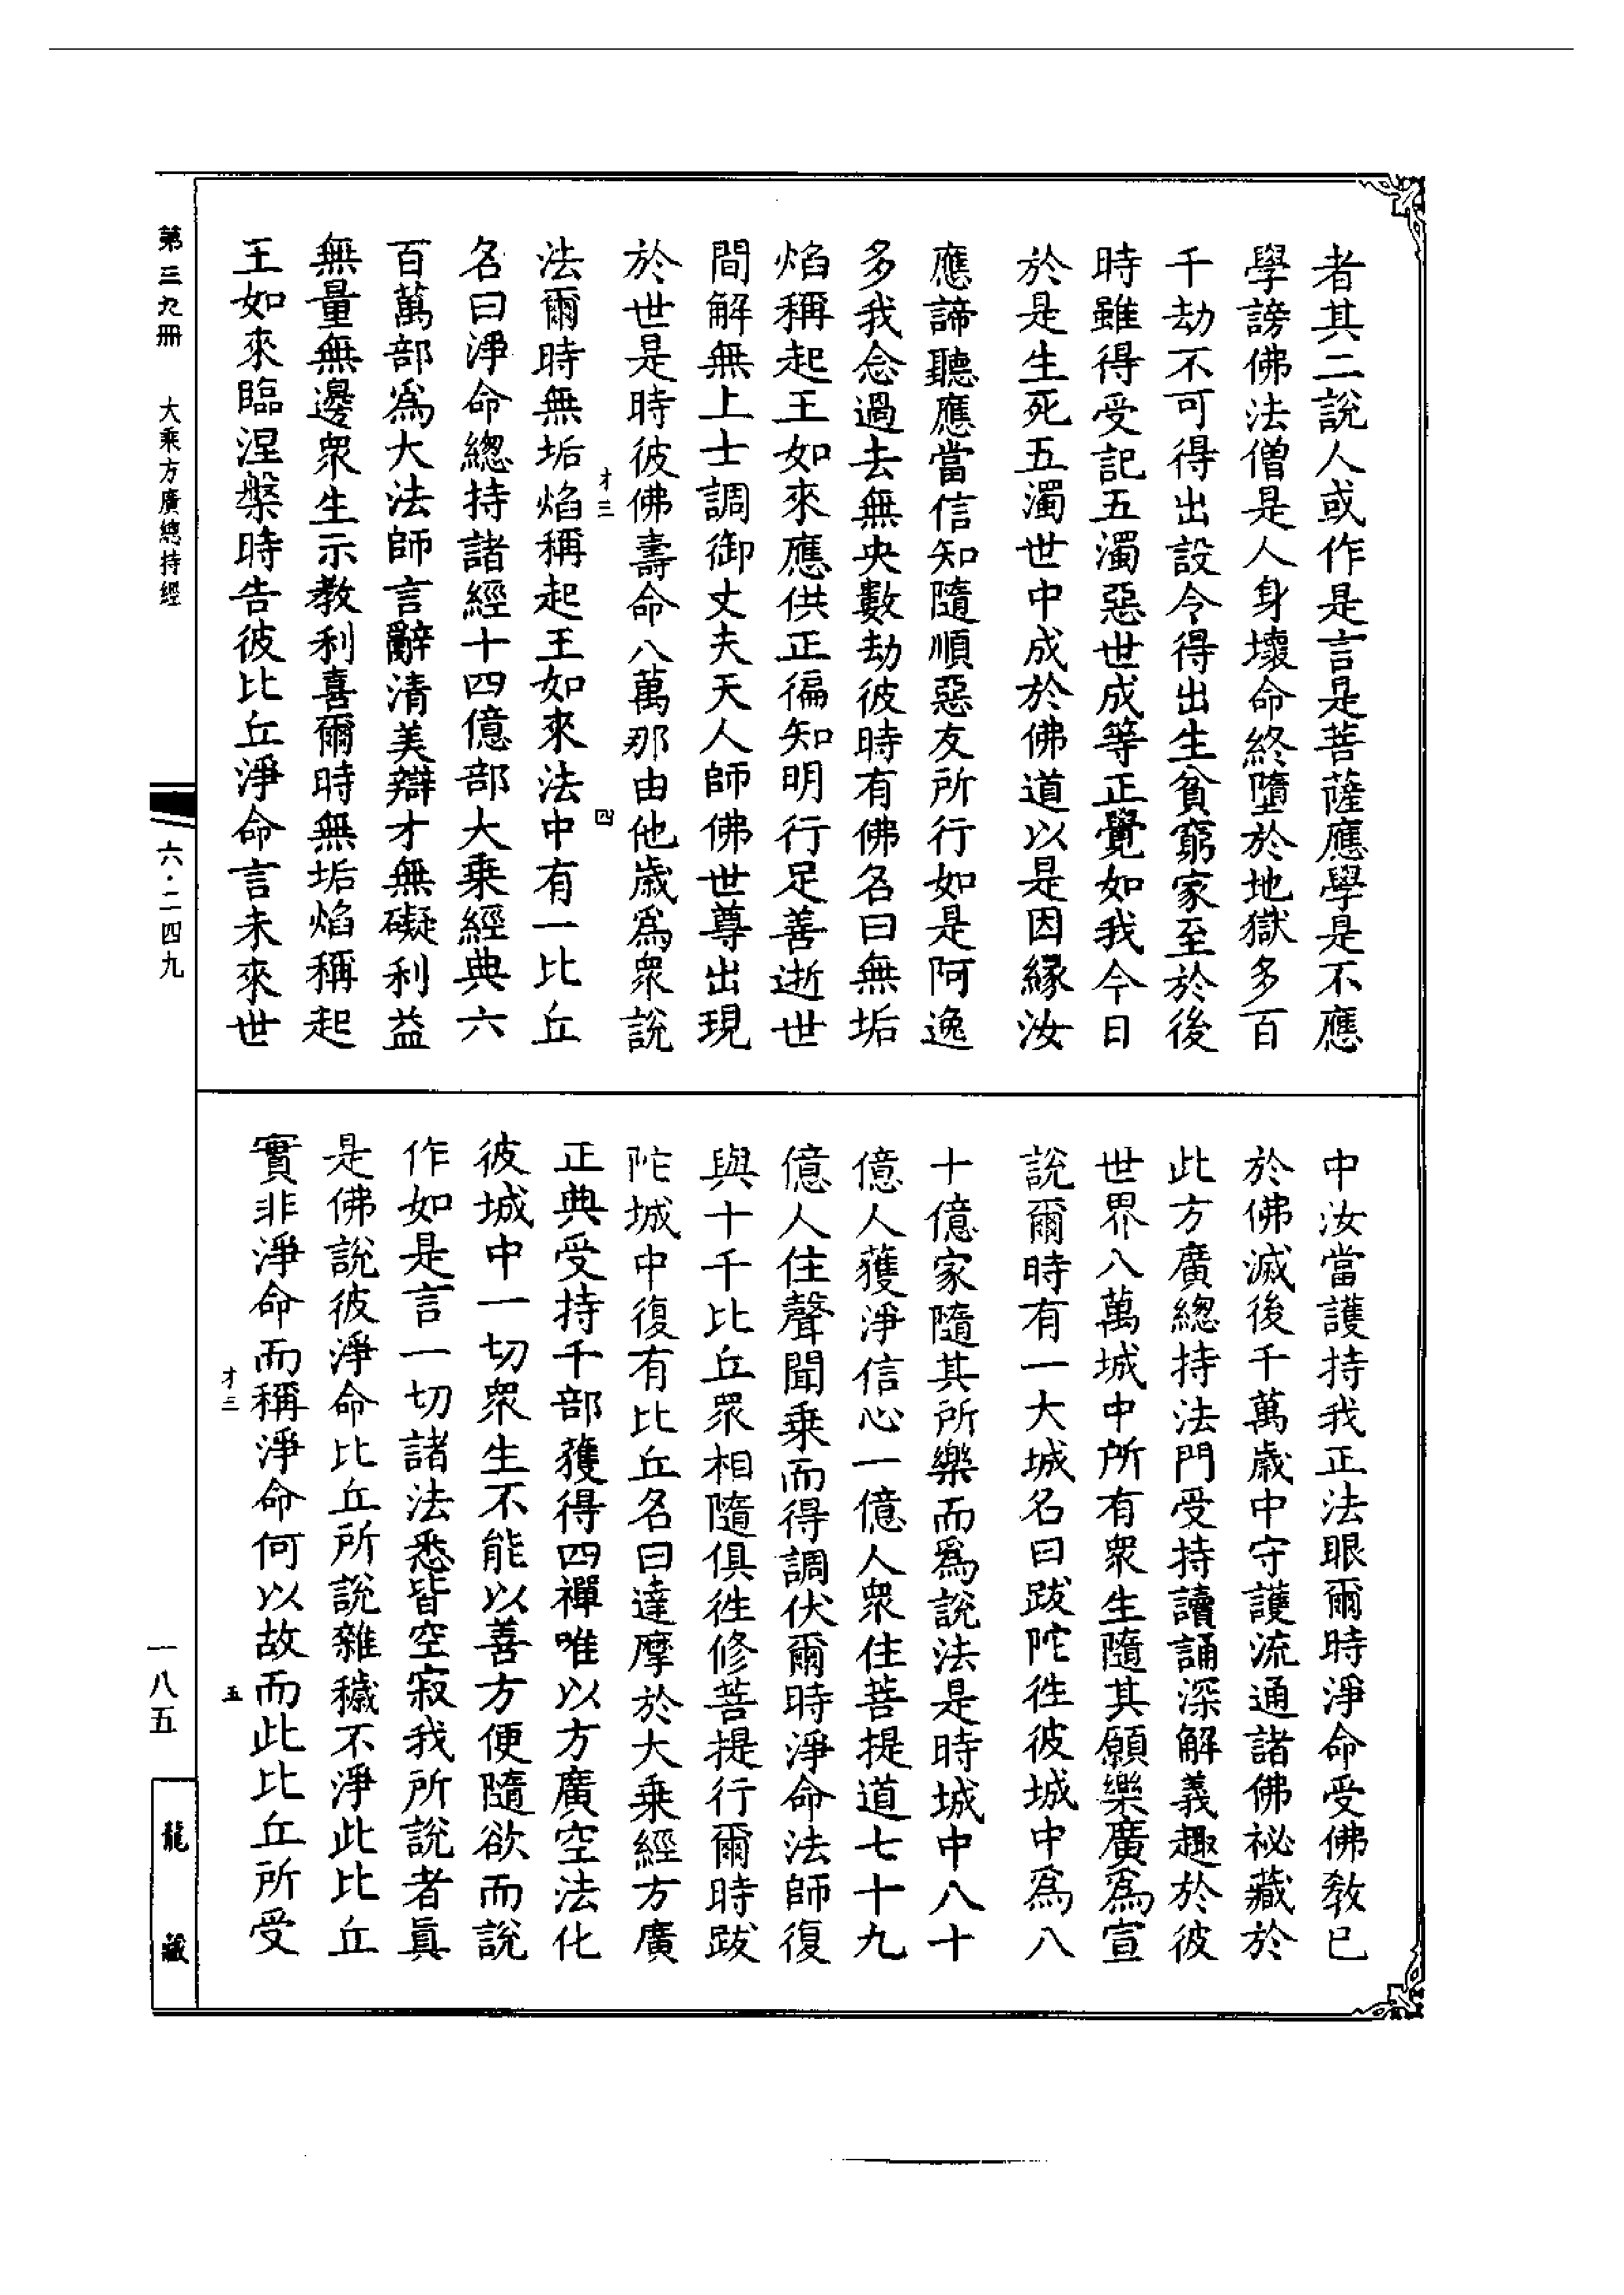 者其二說人或作是言是菩薩應學是不應
學謗佛法僧是人身壞命終墮於地獄多百
千劫不可得出設令得出生貧窮家至於後
時雖得受記五濁惡世成等正覺如我今日
於是生死五濁世中成於佛道以是因緣汝
應諦聽應當信知隨順惡友所行如是阿逸
多我念過去無央數劫彼時有佛名曰無垢
焰稱起王如來應供正徧知明行足善逝世
間解無上士調御丈夫天人師佛世尊出現
於世是時彼佛壽命八萬那由他歲爲衆說
才三
四
法爾時無垢焰稱起王如來法中有一比丘
名曰淨命總持諸經十四億部大乘經典六
百萬部爲大法師言辭清美辯才無礙利益
無量無邊衆生示教利喜爾時無垢焰稱起
王如來臨涅槃時告彼比丘淨命言未來世
中汝當護持我正法眼爾時淨命受佛敎已
於佛滅後千萬歲中守護流通諸佛祕藏於
此方廣總持法門受持讀誦深解義趣於彼
世界八萬城中所有衆生隨其願樂廣爲宣
說爾時有一大城名曰跋陀徃彼城中爲八
十億家隨其所樂而爲說法是時城中八十
億人獲淨信心一億人衆住菩提道七十九
億人住聲聞乘而得調伏爾時淨命法師復
與十千比丘衆相隨俱徃修菩提行爾時跋
陀城中復有比丘名曰達摩於大乘經方廣
正典受持千部獲得四禪唯以方廣空法化
彼城中一切衆生不能以善方便隨欲而說
作如是言一切諸法悉皆空寂我所說者眞
是佛說彼淨命比丘所說雜穢不淨此比丘
實非淨命而稱淨命何以故而此比丘所受
才三
五
第三九册 大乘方廣總持經
六·二四九
一八五
龍藏